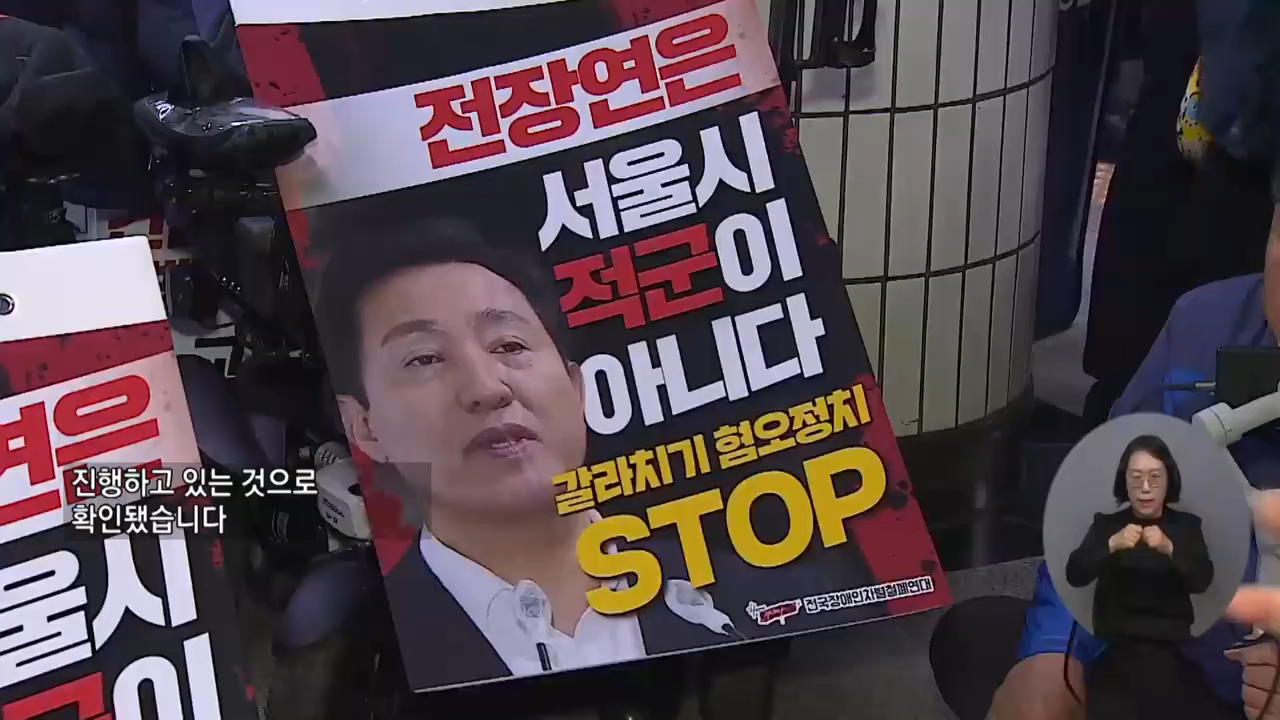 전장연은
서울시
적군이
아니다
갈라치기 혐오정치
STOP
전국장애인차별철폐연대
연은
울시
이
진행하고 있는 것으로
확인됐습니다